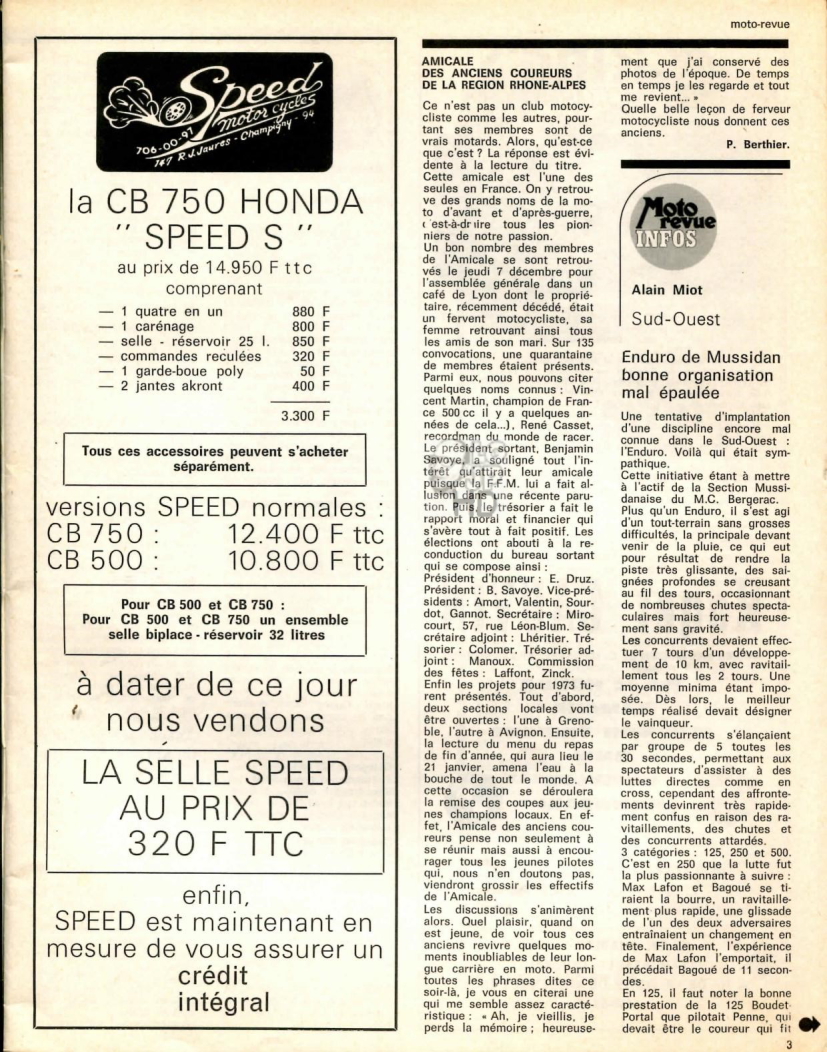 moto-revue
Speed
motor cycles
706-00-97
147 R.J.Jaures - Champigny - 94
la CB 750 HONDA
" SPEED S "
au prix de 14.950 F ttc
comprenant
— 1 quatre en un 880 F
— 1 carénage 800 F
— selle - réservoir 25 l. 850 F
— commandes reculées 320 F
— 1 garde-boue poly 50 F
— 2 jantes akront 400 F
3.300 F
Tous ces accessoires peuvent s'acheter
séparément.
versions SPEED normales :
CB 750 : 12.400 F ttc
CB 500 : 10.800 F ttc
Pour CB 500 et CB 750 :
Pour CB 500 et CB 750 un ensemble
selle biplace - réservoir 32 litres
à dater de ce jour
nous vendons
LA SELLE SPEED
AU PRIX DE
320 F TTC
enfin,
SPEED est maintenant en
mesure de vous assurer un
crédit
intégral
AMICALE
DES ANCIENS COUREURS
DE LA REGION RHONE-ALPES
Ce n'est pas un club motocy-
cliste comme les autres, pour-
tant ses membres sont de
vrais motards. Alors, qu'est-ce
que c'est ? La réponse est évi-
dente à la lecture du titre.
Cette amicale est l'une des
seules en France. On y retrou-
ve des grands noms de la mo-
to d'avant et d'après-guerre,
c'est-à-dire tous les pion-
niers de notre passion.
Un bon nombre des membres
de l'Amicale se sont retrou-
vés le jeudi 7 décembre pour
l'assemblée générale dans un
café de Lyon dont le proprié-
taire, récemment décédé, était
un fervent motocycliste, sa
femme retrouvant ainsi tous
les amis de son mari. Sur 135
convocations, une quarantaine
de membres étaient présents.
Parmi eux, nous pouvons citer
quelques noms connus : Vin-
cent Martin, champion de Fran-
ce 500 cc il y a quelques an-
nées de cela...), René Casset,
recordman du monde de racer.
Le président sortant, Benjamin
Savoye, a souligné tout l'in-
térêt qu'attirait leur amicale
puisque la F.F.M. lui a fait al-
lusion dans une récente paru-
tion. Puis, le trésorier a fait le
rapport moral et financier qui
s'avère tout à fait positif. Les
élections ont abouti à la re-
conduction du bureau sortant
qui se compose ainsi :
Président d'honneur : E. Druz.
Président : B. Savoye. Vice-pré-
sidents : Amort, Valentin, Sour-
dot, Gannot. Secrétaire : Miro-
court, 57, rue Léon-Blum. Se-
crétaire adjoint : Lhéritier. Tré-
sorier : Colomer. Trésorier ad-
joint : Manoux. Commission
des fêtes : Laffont, Zinck.
Enfin les projets pour 1973 fu-
rent présentés. Tout d'abord,
deux sections locales vont
être ouvertes : l'une à Greno-
ble, l'autre à Avignon. Ensuite,
la lecture du menu du repas
de fin d'année, qui aura lieu le
21 janvier, amena l'eau à la
bouche de tout le monde. A
cette occasion se déroulera
la remise des coupes aux jeu-
nes champions locaux. En ef-
fet, l'Amicale des anciens cou-
reurs pense non seulement à
se réunir mais aussi à encou-
rager tous les jeunes pilotes
qui, nous n'en doutons pas,
viendront grossir les effectifs
de l'Amicale.
Les discussions s'animèrent
alors. Quel plaisir, quand on
est jeune, de voir tous ces
anciens revivre quelques mo-
ments inoubliables de leur lon-
gue carrière en moto. Parmi
toutes les phrases dites ce
soir-là, je vous en citerai une
qui me semble assez caracté-
ristique : « Ah, je vieillis, je
perds la mémoire ; heureuse-
ment que j'ai conservé des
photos de l'époque. De temps
en temps je les regarde et tout
me revient... »
Quelle belle leçon de ferveur
motocycliste nous donnent ces
anciens.
P. Berthier.
Moto
revue
INFOS
Alain Miot
Sud-Ouest
Enduro de Mussidan
bonne organisation
mal épaulée
Une tentative d'implantation
d'une discipline encore mal
connue dans le Sud-Ouest :
l'Enduro. Voilà qui était sym-
pathique.
Cette initiative étant à mettre
à l'actif de la Section Mussi-
danaise du M.C. Bergerac.
Plus qu'un Enduro, il s'est agi
d'un tout-terrain sans grosses
difficultés, la principale devant
venir de la pluie, ce qui eut
pour résultat de rendre la
piste très glissante, des sai-
gnées profondes se creusant
au fil des tours, occasionnant
de nombreuses chutes specta-
culaires mais fort heureuse-
ment sans gravité.
Les concurrents devaient effec-
tuer 7 tours d'un développe-
ment de 10 km, avec ravitail-
lement tous les 2 tours. Une
moyenne minima étant impo-
sée. Dès lors, le meilleur
temps réalisé devait désigner
le vainqueur.
Les concurrents s'élançaient
par groupe de 5 toutes les
30 secondes, permettant aux
spectateurs d'assister à des
luttes directes comme en
cross, cependant des affronte-
ments devinrent très rapide-
ment confus en raison des ra-
vitaillements, des chutes et
des concurrents attardés.
3 catégories : 125, 250 et 500.
C'est en 250 que la lutte fut
la plus passionnante à suivre :
Max Lafon et Bagoué se ti-
raient la bourre, un ravitaille-
ment plus rapide, une glissade
de l'un des deux adversaires
entraînaient un changement en
tête. Finalement, l'expérience
de Max Lafon l'emportait, il
précédait Bagoué de 11 secon-
des.
En 125, il faut noter la bonne
prestation de la 125 Boudet-
Portal que pilotait Penne, qui
devait être le coureur qui fit
3